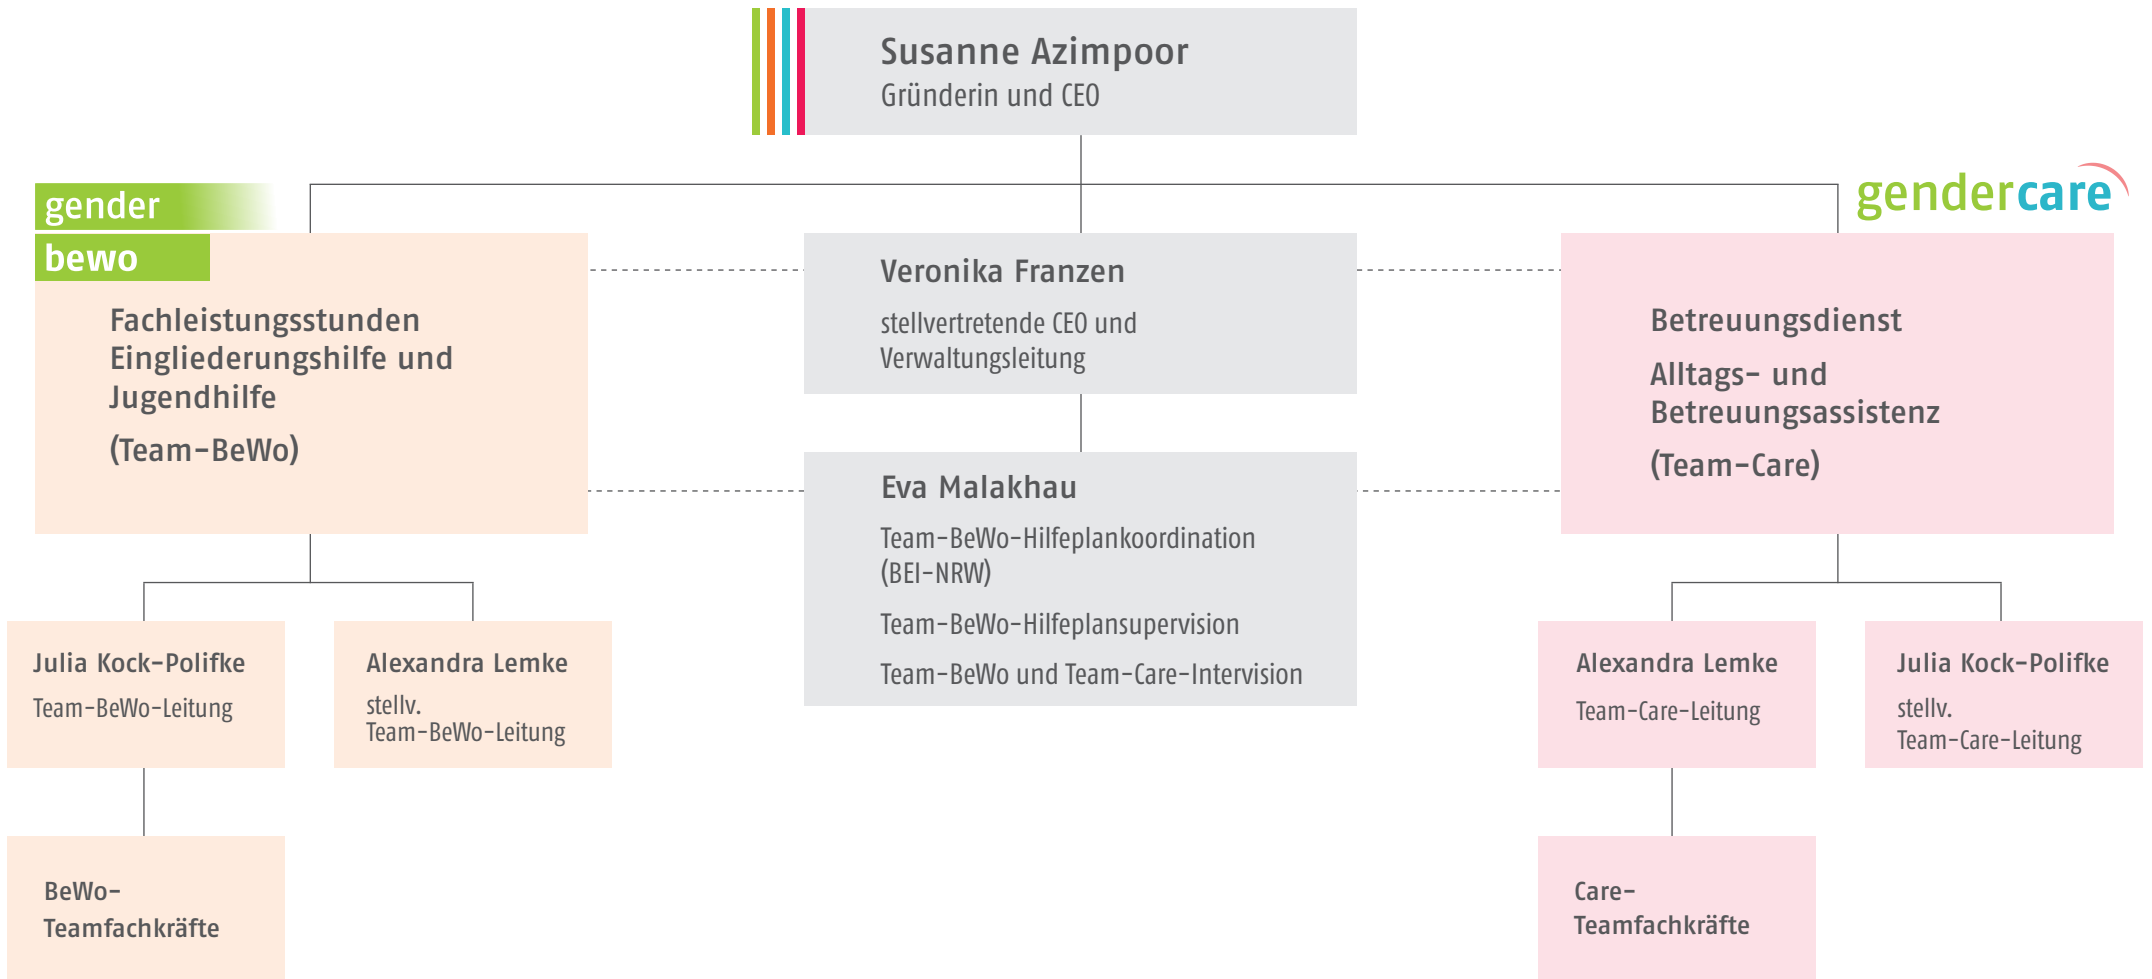 Susanne Azimpoor
Gründerin und CEO
gender
bewo
gendercare
Fachleistungsstunden
Eingliederungshilfe und
Jugendhilfe
(Team-BeWo)
Veronika Franzen
stellvertretende CEO und
Verwaltungsleitung
Betreuungsdienst
Alltags- und
Betreuungsassistenz
(Team-Care)
Eva Malakhau
Team-BeWo-Hilfeplankoordination
(BEI-NRW)
Team-BeWo-Hilfeplansupervision
Team-BeWo und Team-Care-Intervision
Julia Kock-Polifke
Team-BeWo-Leitung
Alexandra Lemke
stellv.
Team-BeWo-Leitung
Alexandra Lemke
Team-Care-Leitung
Julia Kock-Polifke
stellv.
Team-Care-Leitung
BeWo-
Teamfachkräfte
Care-
Teamfachkräfte